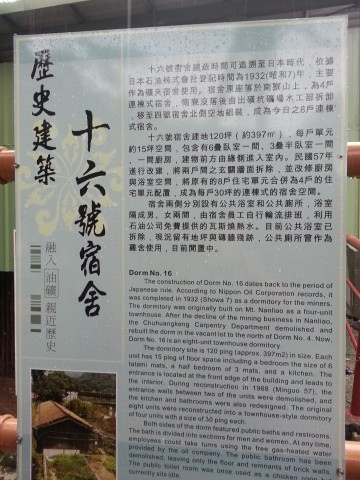 歷史建築
十六號宿舍
融入 油礦 親近歷史
十六號宿舍建造時間可追溯至日本時代，依據
日本石油株式會社登記時間為1932(昭和7)年，主要
作為礦夫宿舍使用。宿舍原座落於南寮山上，為4戶
連棟式宿舍，南寮沒落後由出礦坑礦場木工部拆卸
，移至四號宿舍北側空地組裝，成為今日之8戶連棟
式宿舍。
十六號宿舍建地120坪（約397㎡），每戶單元
約15坪空間，包含有6疊臥室一間、3疊半臥室一間
、一間廚房，建物前方由緣側進入室內。民國57年
進行改建，將兩戶間之玄關牆面拆除，並改修廚房
與浴室空間，將原有的8戶住宅單元合併為4戶的住
宅單元配置，成為每戶30坪的連棟式的宿舍空間。
宿舍兩側分別設有公共浴室和公共廁所，浴室
隔成男、女兩間，由宿舍員工自行輪流排班，利用
石油公司免費提供的瓦斯燒熱水。目前公共浴室已
拆除，現況留有地坪與磚牆殘跡，公共廁所曾作為
雞舍使用，目前閒置中。
Dorm No. 16
The construction of Dorm No. 16 dates back to the period of
Japanese rule. According to Nippon Oil Corporation records, it
was completed in 1932 (Showa 7) as a dormitory for the miners.
The dormitory was originally built on Mt. Nanliao as a four-unit
townhouse. After the decline of the mining business in Nanliao,
the Chuhuangkeng Carpentry Department demolished and
rebuilt the dorm in the vacant lot to the north of Dorm No. 4. Now,
Dorm No. 16 is an eight-unit townhouse dormitory.
The dormitory site is 120 ping (approx. 397m2) in size. Each
unit has 15 ping of floor space including a bedroom the size of 6
tatami mats, a half bedroom of 3 mats, and a kitchen. The
entrance is located at the front edge of the building and leads to
the interior. During reconstruction in 1968 (Minguo 57), the
entrance walls between two of the units were demolished, and
the kitchen and bathrooms were also redesigned. The original
eight units were reconstructed into a townhouse-style dormitory
of four units with a size of 30 ping each.
Both sides of the dorm featured public baths and restrooms.
The bath is divided into sections for men and women. At any time,
employees could take turns using the free gas-heated water
provided by the oil company. The public bathroom has been
demolished, leaving only the floor and remnants of brick walls.
The public toilet room was once used as a chicken coop but
currently sits idle.